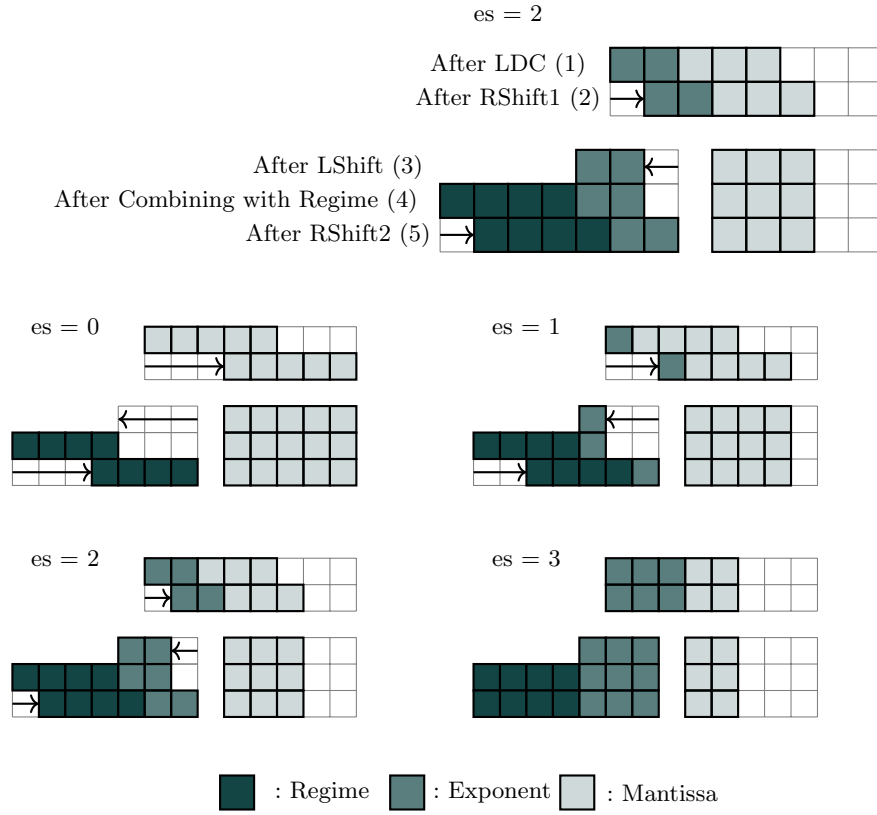 es = 2
After LDC (1)
After RShift1 (2)
After LShift (3)
After Combining with Regime (4)
After RShift2 (5)
es = 0
es = 1
es = 2
es = 3
: Regime
: Exponent
: Mantissa